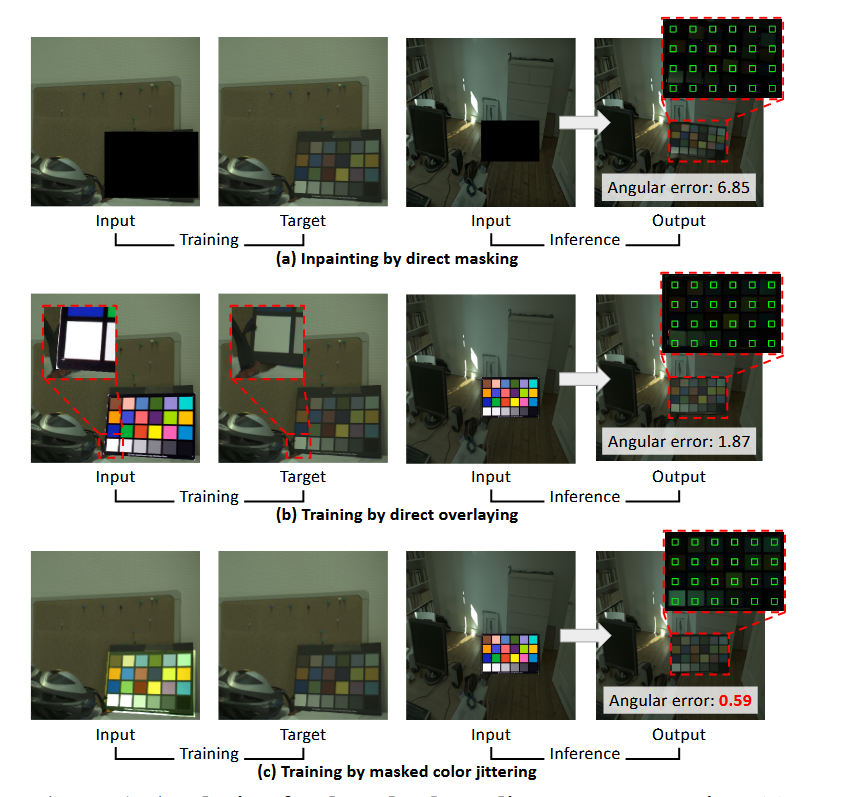 Angular error: 6.85
Input
Target
Input
Output
Training
Inference
(a) Inpainting by direct masking
Angular error: 1.87
Input
Target
Input
Output
Training
Inference
(b) Training by direct overlaying
Angular error: 0.59
Input
Target
Input
Output
Training
Inference
(c) Training by masked color jittering